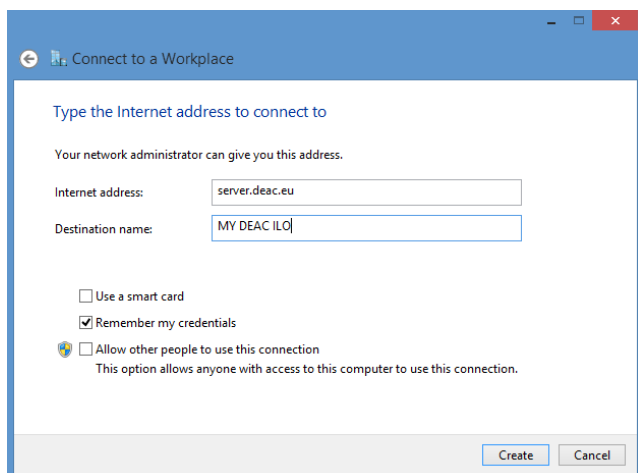 Connect to a Workplace
Type the Internet address to connect to
Your network administrator can give you this address.
Internet address: server.deac.eu
Destination name: MY DEAC ILO
Use a smart card
Remember my credentials
Allow other people to use this connection
This option allows anyone with access to this computer to use this connection.
Create Cancel